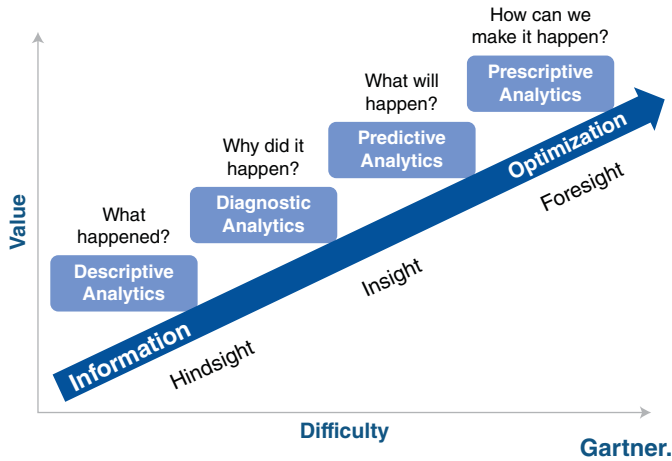 How can we
make it happen?
Prescriptive
Analytics
What will
happen?
Predictive
Analytics
Why did it
happen?
Diagnostic
Analytics
What
happened?
Descriptive
Analytics
Value
Optimization
Foresight
Insight
Information
Hindsight
Difficulty
Gartner.